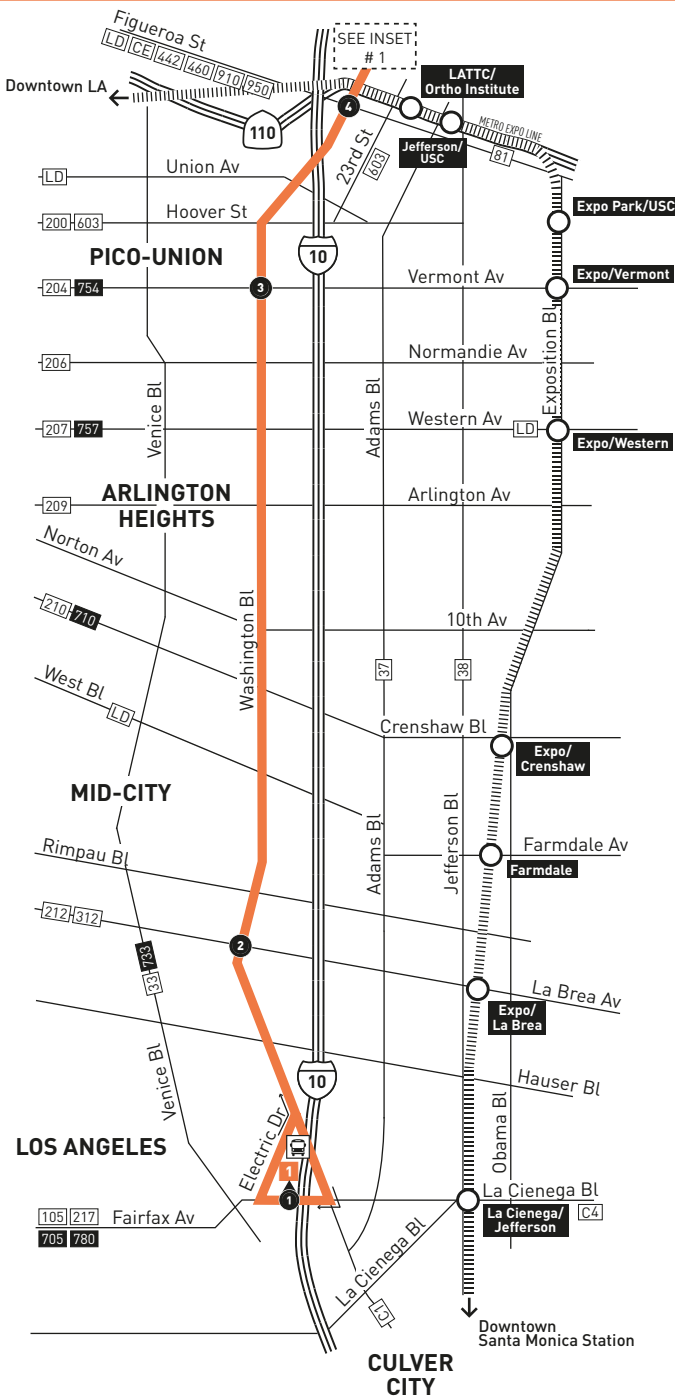 Figueroa St
LD CE 442 460 910 950
SEE INSET
# 1
Downtown LA
110
4
LATTC/
Ortho Institute
Jefferson/
USC
METRO EXPO LINE
81
23rd St
603
LD
Union Av
200 603
Hoover St
Expo Park/USC
PICO-UNION
10
204 754
3
Vermont Av
Expo/Vermont
206
Normandie Av
Exposition Bl
Venice Bl
Adams Bl
207 757
Western Av
LD
Expo/Western
ARLINGTON
HEIGHTS
209
Arlington Av
Norton Av
210 710
10th Av
Washington Bl
37
38
West Bl
LD
Crenshaw Bl
Expo/
Crenshaw
MID-CITY
Adams Bl
Jefferson Bl
Rimpau Bl
Farmdale Av
Farmdale
212 312
2
733
33
La Brea Av
Expo/
La Brea
Venice Bl
10
Hauser Bl
Electric Dr
Obama Bl
LOS ANGELES
1
1
105 217
705 780
Fairfax Av
La Cienega Bl
La Cienega/
Jefferson
C4
La Cienega Bl
C1
Downtown
Santa Monica Station
CULVER
CITY